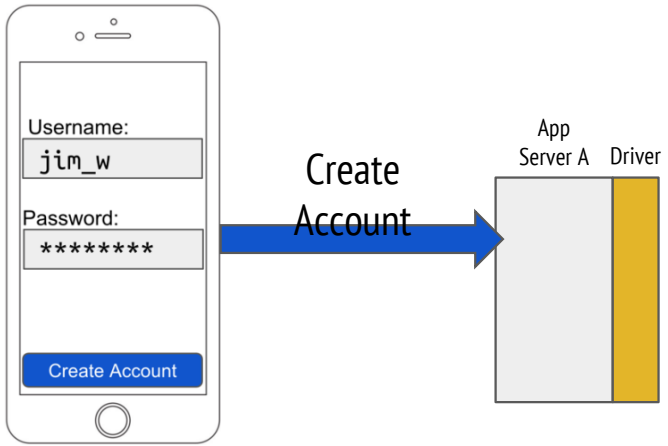 Username:
jim_w
Password:
********
Create Account
Create
Account
App
Server A
Driver